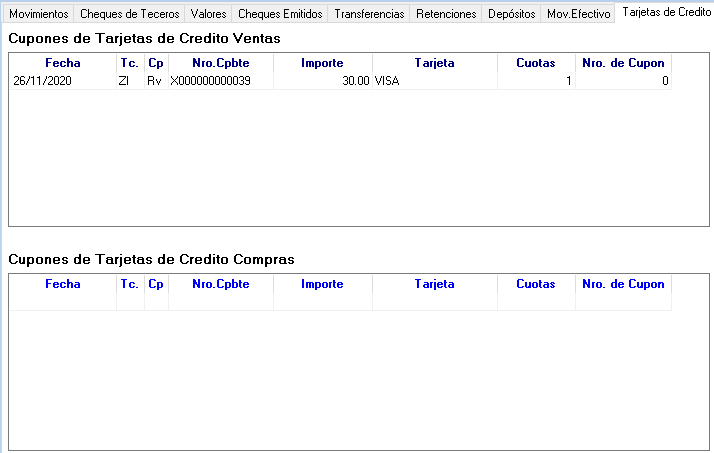 Movimientos Cheques de Teceros Valores Cheques Emitidos Transferencias Retenciones Depósitos Mov.Efectivo Tarjetas de Credito
Cupones de Tarjetas de Credito Ventas
Fecha Tc. Cp Nro.Cpbte Importe Tarjeta Cuotas Nro. de Cupon
26/11/2020 ZI Rv X000000000039 30.00 VISA 1 0
Cupones de Tarjetas de Credito Compras
Fecha Tc. Cp Nro.Cpbte Importe Tarjeta Cuotas Nro. de Cupon